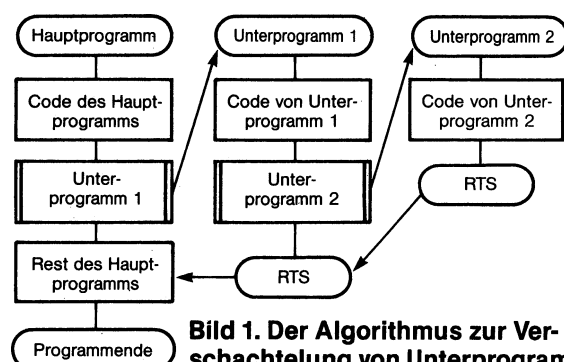 Hauptprogramm
Code des Haupt-
programms
Unter-
programm 1
Rest des Haupt-
programms
Programmende
Unterprogramm 1
Code von Unter-
programm 1
Unter-
programm 2
RTS
Unterprogramm 2
Code von Unter-
programm 2
RTS
Bild 1. Der Algorithmus zur Ver-
schachtelung von